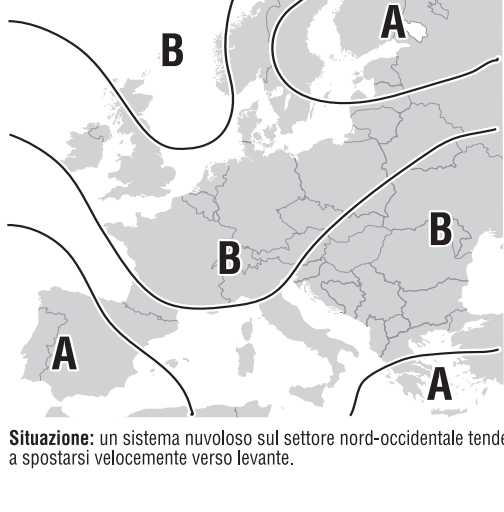 A
B
B
B
A
A
Situazione: un sistema nuvoloso sul settore nord-occidentale tende
a spostarsi velocemente verso levante.